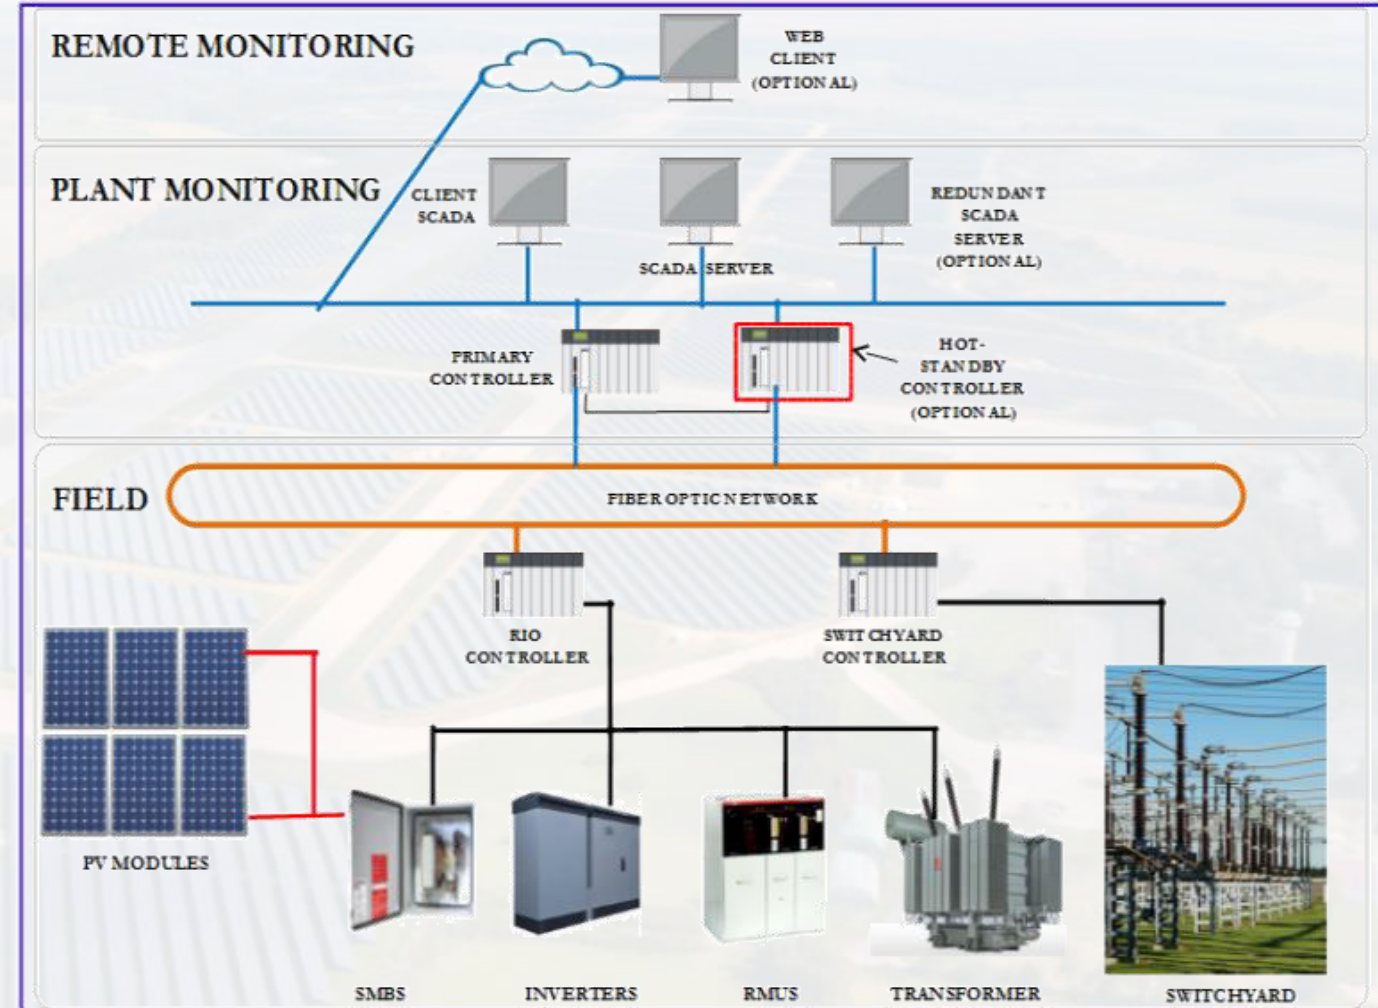 REMOTE MONITORING
WEB
CLIENT
(OPTIONAL)
PLANT MONITORING
CLIENT
SCADA
SCADA SERVER
REDUNDANT
SCADA
SERVER
(OPTIONAL)
PRIMARY
CONTROLLER
HOT-
STANDBY
CONTROLLER
(OPTIONAL)
FIELD
FIBER OPTIC NETWORK
RIO
CONTROLLER
SWITCHYARD
CONTROLLER
PV MODULES
SMBS
INVERTERS
RMUS
TRANSFORMER
SWITCHYARD